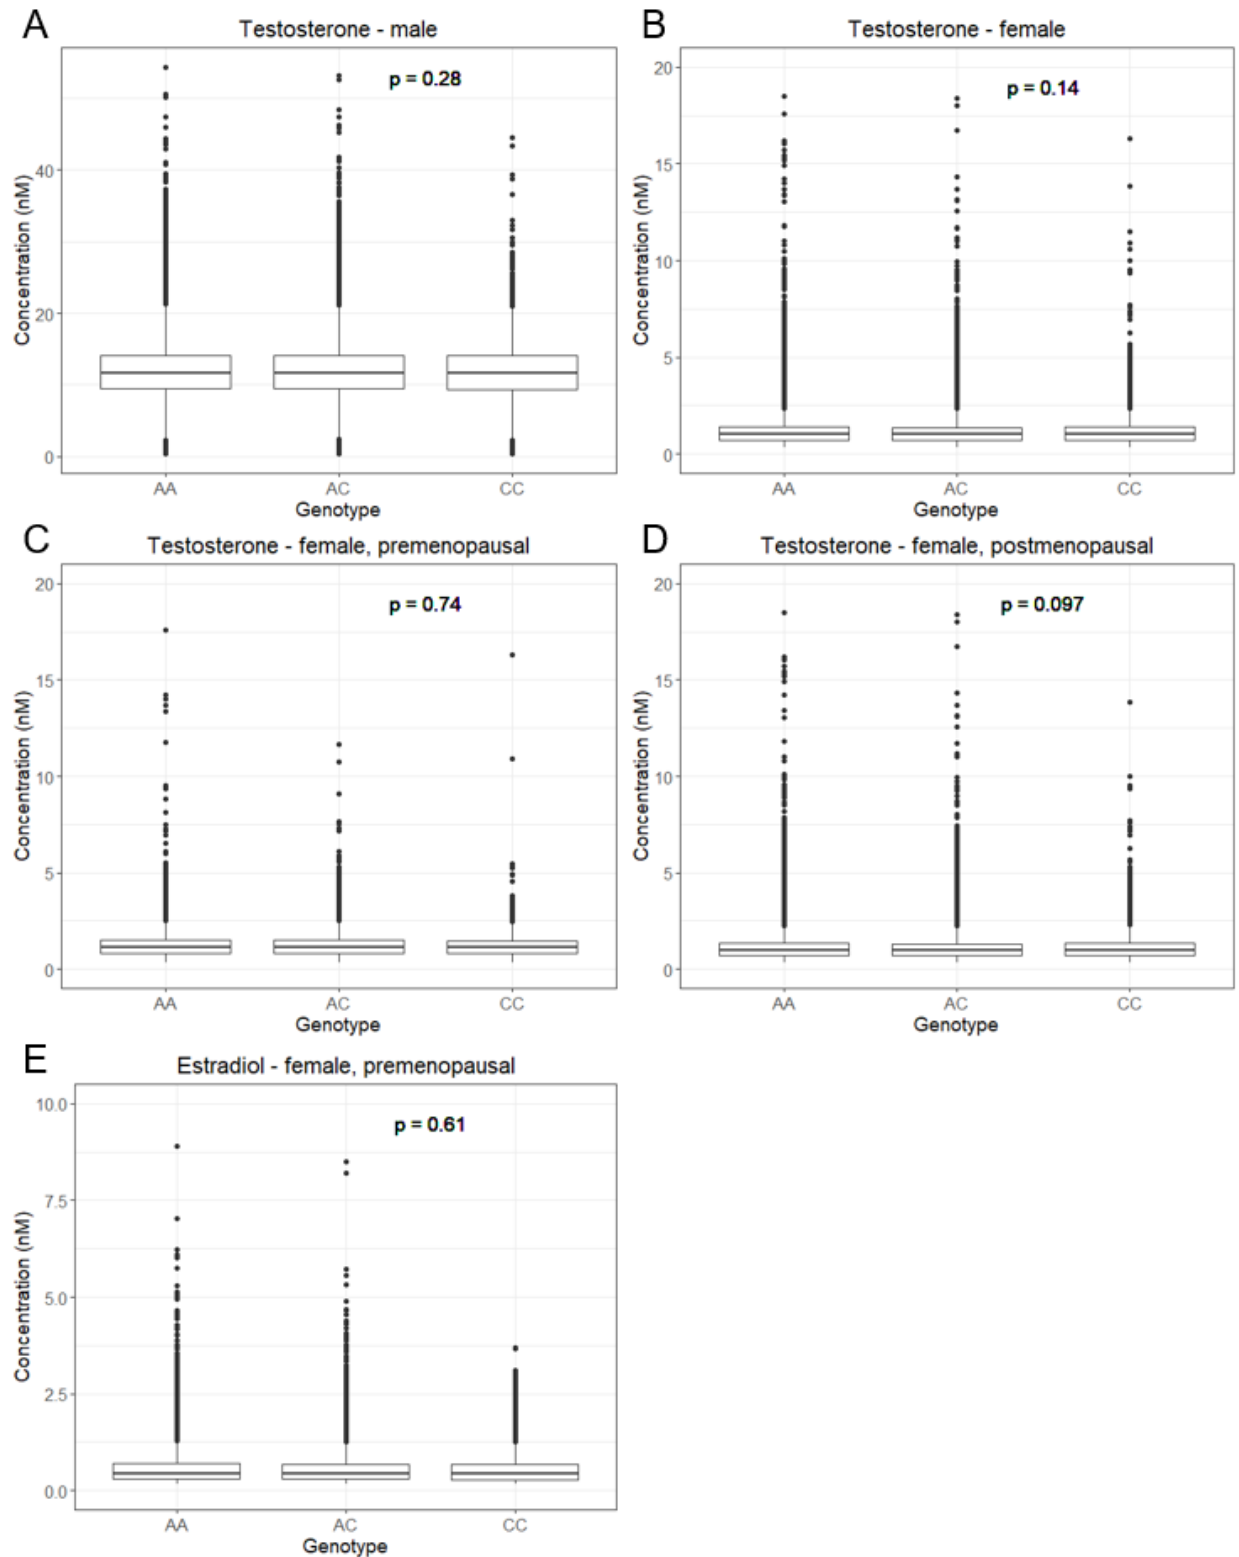 A
Testosterone - male
p = 0.28
Concentration (nM)
40
20
0
AA AC CC
Genotype
B
Testosterone - female
p = 0.14
Concentration (nM)
20
15
10
5
0
AA AC CC
Genotype
C
Testosterone - female, premenopausal
p = 0.74
Concentration (nM)
20
15
10
5
0
AA AC CC
Genotype
D
Testosterone - female, postmenopausal
p = 0.097
Concentration (nM)
20
15
10
5
0
AA AC CC
Genotype
E
Estradiol - female, premenopausal
p = 0.61
Concentration (nM)
10.0
7.5
5.0
2.5
0.0
AA AC CC
Genotype